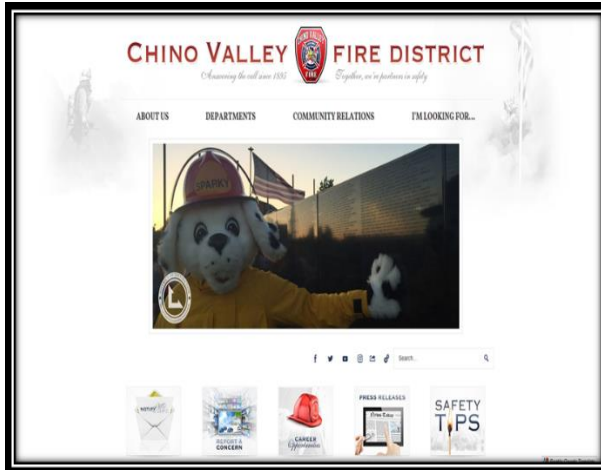 CHINO VALLEY FIRE DISTRICT
Answering the call since 1895 Together, we're partners in safety
ABOUT US DEPARTMENTS COMMUNITY RELATIONS I'M LOOKING FOR...
SPARKY
Search...
REPORT A CONCERN
CAREER Opportunities
PRESS RELEASES
SAFETY TIPS